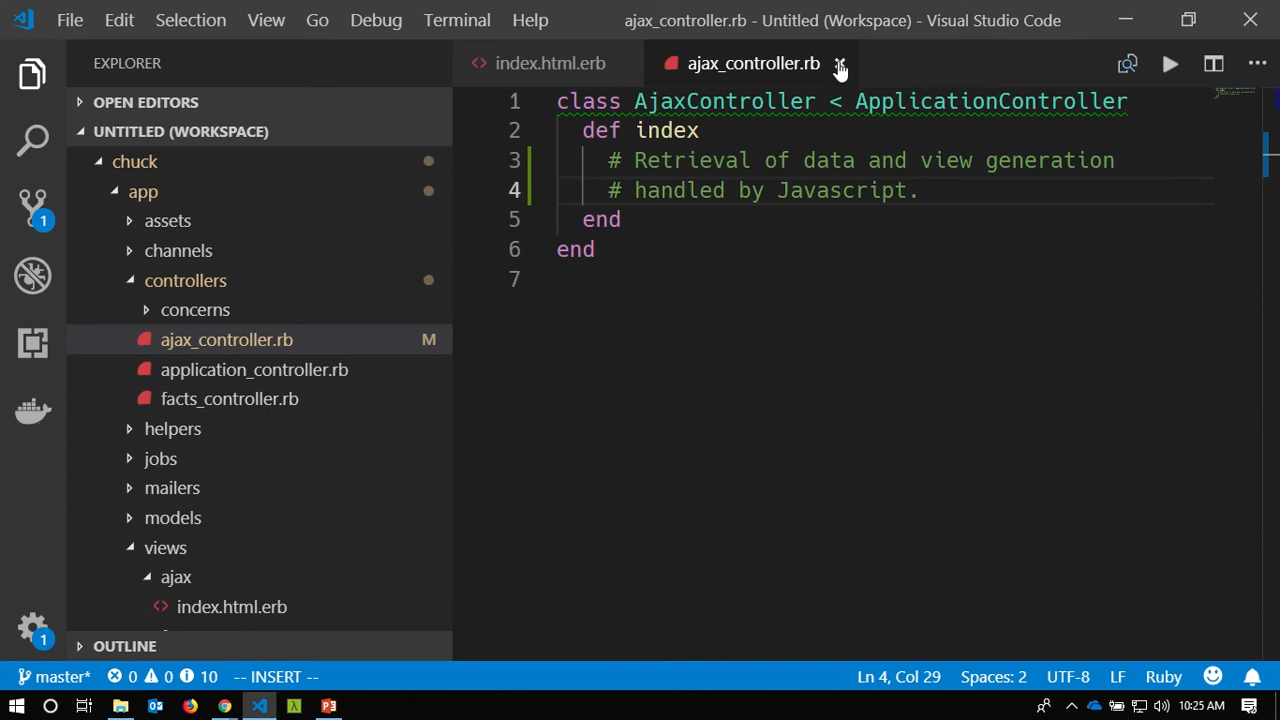 File Edit Selection View Go Debug Terminal Help ajax_controller.rb - Untitled (Workspace) - Visual Studio Code
EXPLORER
index.html.erb
ajax_controller.rb
OPEN EDITORS
UNTITLED (WORKSPACE)
chuck
app
assets
channels
controllers
concerns
ajax_controller.rb M
application_controller.rb
facts_controller.rb
helpers
jobs
mailers
models
views
ajax
index.html.erb
OUTLINE
1 class AjaxController < ApplicationController
2 def index
3 # Retrieval of data and view generation
4 # handled by Javascript.
5 end
6 end
7
1
1
master* 0 0 10 -- INSERT -- Ln 4, Col 29 Spaces: 2 UTF-8 LF Ruby
10:25 AM